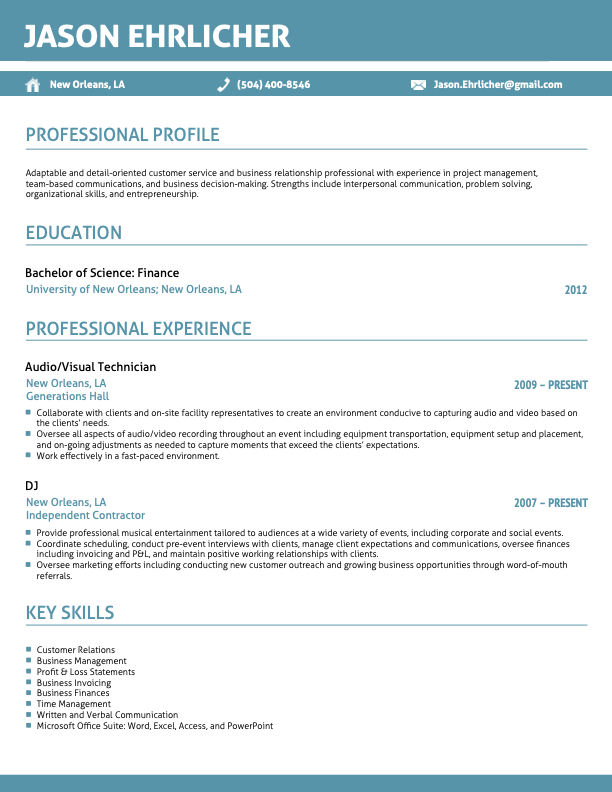 JASON EHRLICHER
New Orleans, LA (504) 400-8546 Jason.Ehrlicher@gmail.com
PROFESSIONAL PROFILE
Adaptable and detail-oriented customer service and business relationship professional with experience in project management,
team-based communications, and business decision-making. Strengths include interpersonal communication, problem solving,
organizational skills, and entrepreneurship.
EDUCATION
Bachelor of Science: Finance
University of New Orleans; New Orleans, LA 2012
PROFESSIONAL EXPERIENCE
Audio/Visual Technician
New Orleans, LA 2009 – PRESENT
Generations Hall
Collaborate with clients and on-site facility representatives to create an environment conducive to capturing audio and video based on
the clients' needs.
Oversee all aspects of audio/video recording throughout an event including equipment transportation, equipment setup and placement,
and on-going adjustments as needed to capture moments that exceed the clients' expectations.
Work effectively in a fast-paced environment.
DJ
New Orleans, LA 2007 – PRESENT
Independent Contractor
Provide professional musical entertainment tailored to audiences at a wide variety of events, including corporate and social events.
Coordinate scheduling, conduct pre-event interviews with clients, manage client expectations and communications, oversee finances
including invoicing and P&L, and maintain positive working relationships with clients.
Oversee marketing efforts including conducting new customer outreach and growing business opportunities through word-of-mouth
referrals.
KEY SKILLS
Customer Relations
Business Management
Profit & Loss Statements
Business Invoicing
Business Finances
Time Management
Written and Verbal Communication
Microsoft Office Suite: Word, Excel, Access, and PowerPoint